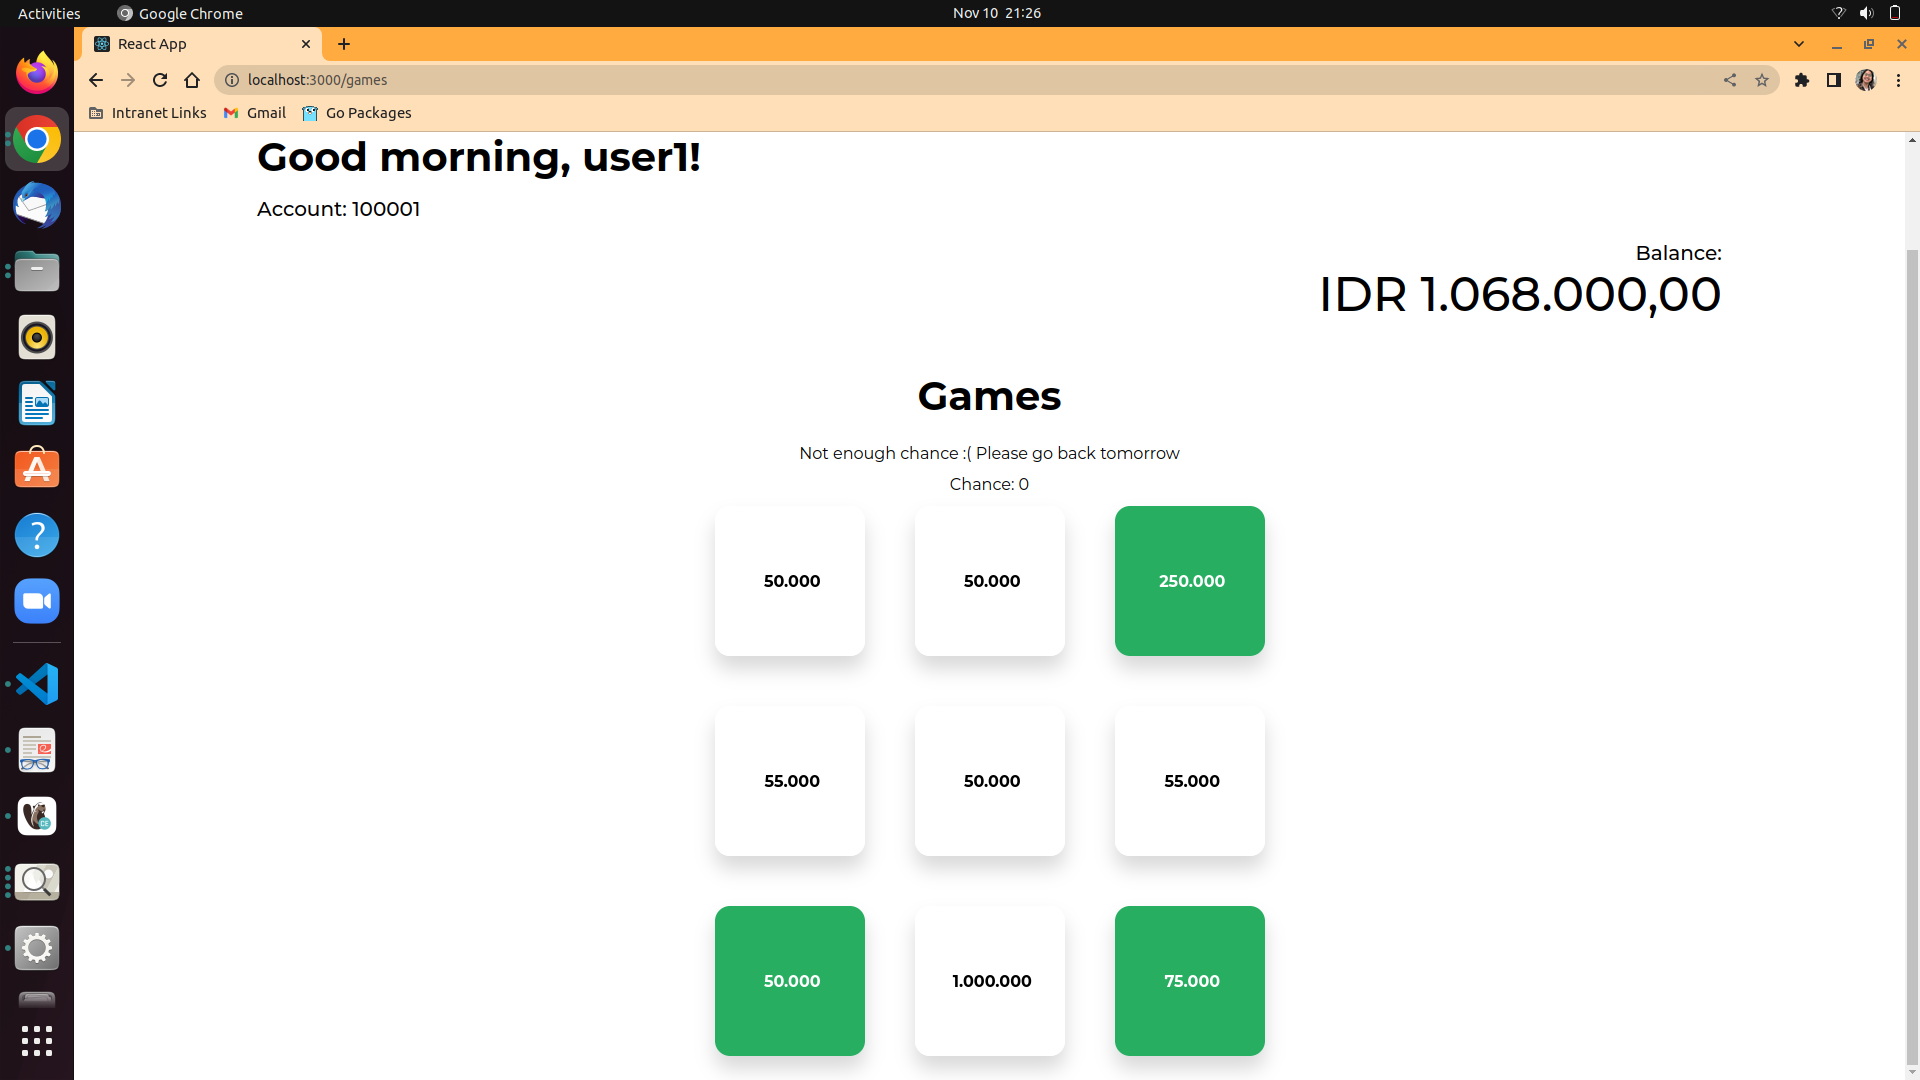 Activities
Google Chrome
Nov 10 21:26
React App
localhost:3000/games
Intranet Links
Gmail
Go Packages
Good morning, user1!
Account: 100001
Balance:
IDR 1.068.000,00
Games
Not enough chance :( Please go back tomorrow
Chance: 0
50.000
50.000
250.000
55.000
50.000
55.000
50.000
1.000.000
75.000